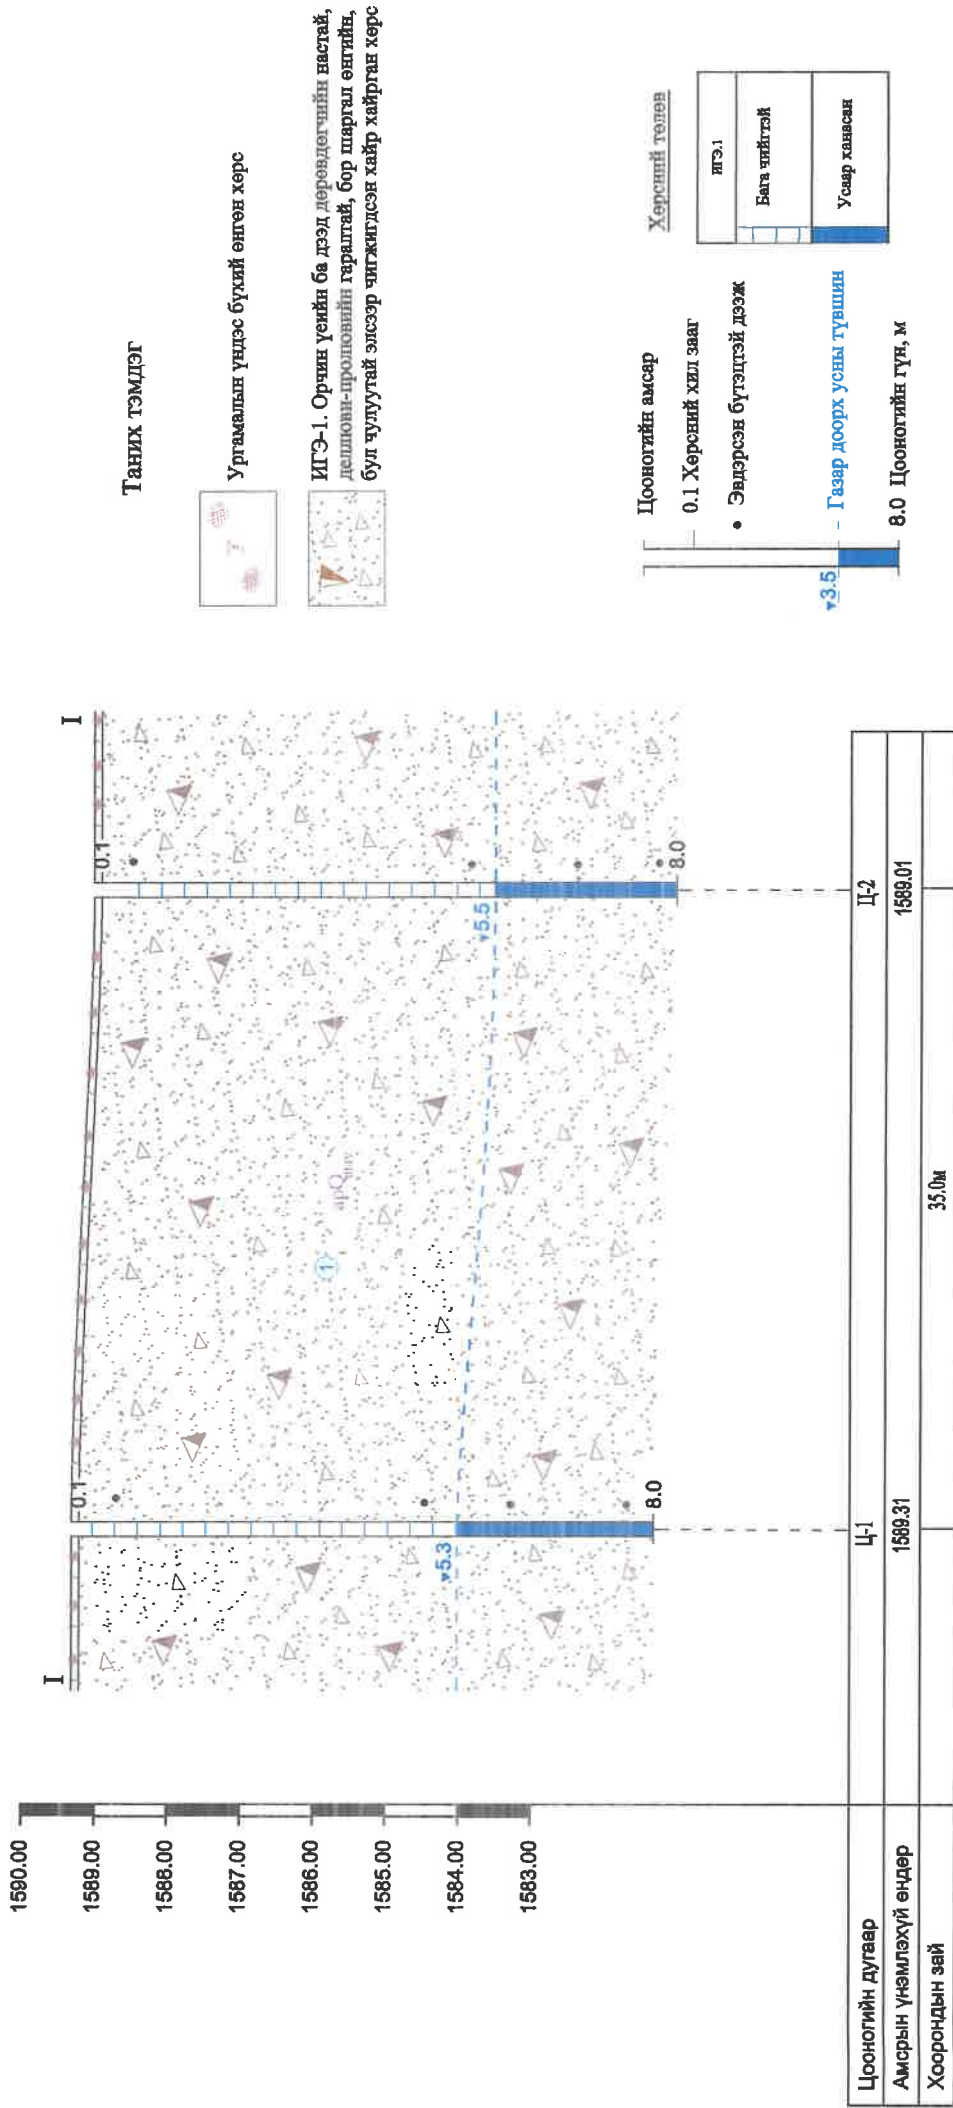 Таних тэмдэг
Ургамалын үндэс бүхий өнгөн хөрс
ИГЭ-1. Орчин үеийн ба дээд дөрөвдөгчийн настай,
делюви-пролювийн гаралтай, бор шаргал өнгийн,
бул чулуутай элсээр чигжигдсэн хайр хайрган хөрс
Цооногийн амсар
0.1 Хөрсний хил зааг
Эвдэрсэн бүтэцтэй дээж
3.5 - Газар доорх усны түвшин
8.0 Цооногийн гүн, м
Хөрсний төлөв
ИГЭ.1
Бага чийгтэй
Усаар ханасан
1590.00
1589.00
1588.00
1587.00
1586.00
1585.00
1584.00
1583.00
I
I
0.1
0.1
1
5.3
5.5
8.0
8.0
Цооногийн дугаар Ц-1 Ц-2
Амсрын үнэмлэхүй өндөр 1589.31 1589.01
Хоорондын зай 35.0м